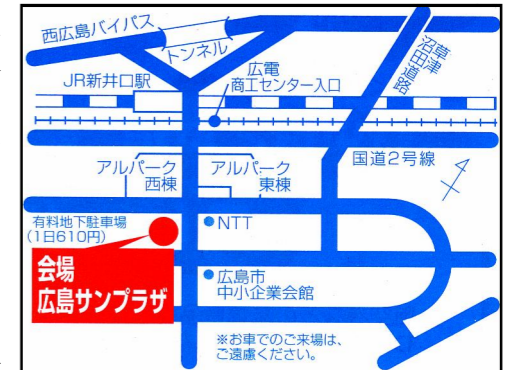 西広島バイパス
トンネル
草津
沼田道路
JR新井口駅
広電
商工センター入口
国道2号線
アルパーク
西棟
アルパーク
東棟
有料地下駐車場
(1日610円)
NTT
会場
広島サンプラザ
広島市
中小企業会館
※お車でのご来場は、
ご遠慮ください。